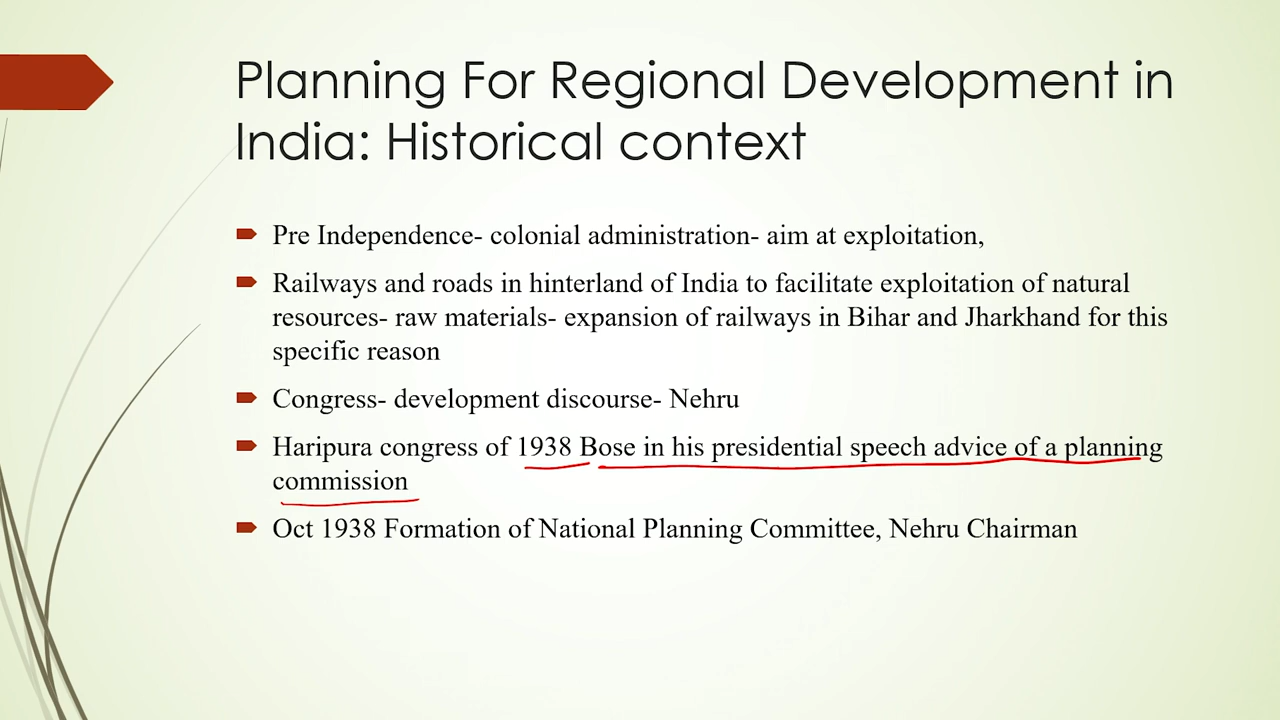 Planning For Regional Development in
India: Historical context
Pre Independence- colonial administration- aim at exploitation,
Railways and roads in hinterland of India to facilitate exploitation of natural
resources- raw materials- expansion of railways in Bihar and Jharkhand for this
specific reason
Congress- development discourse- Nehru
Haripura congress of 1938 Bose in his presidential speech advice of a planning
commission
Oct 1938 Formation of National Planning Committee, Nehru Chairman